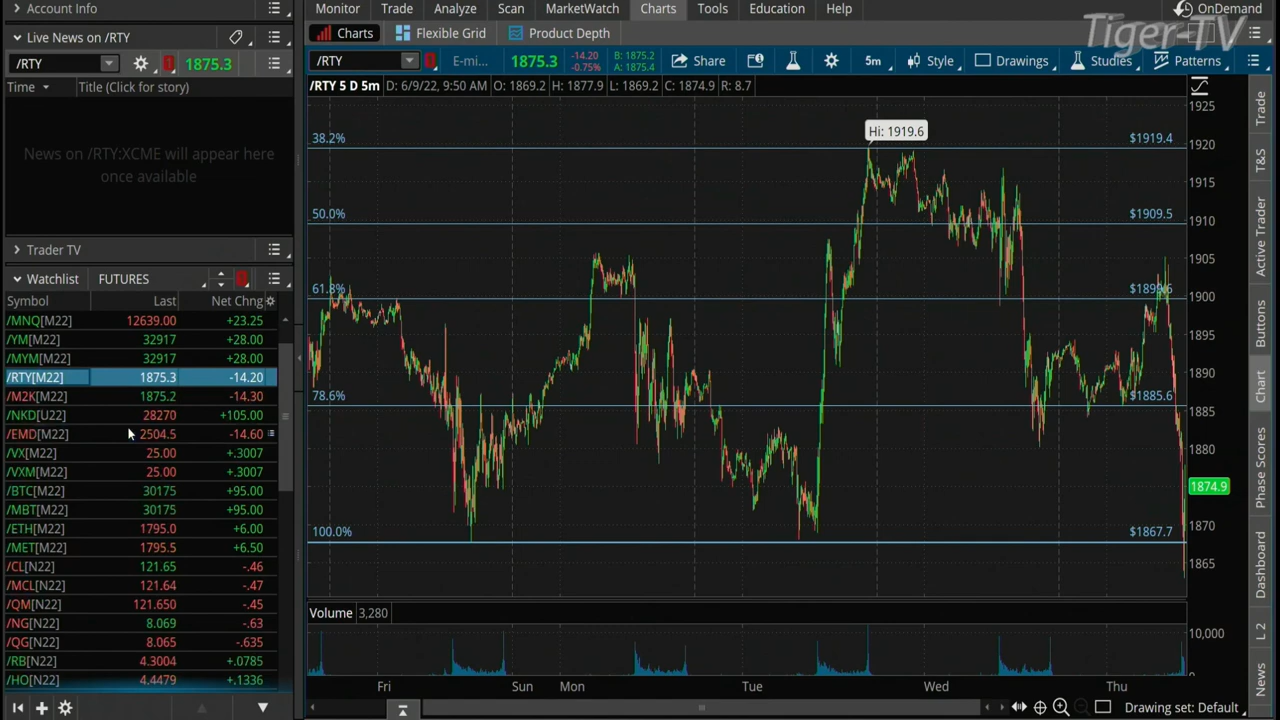 Account Info
Monitor Trade Analyze Scan MarketWatch Charts Tools Education Help OnDemand
Tiger-TV
Live News on /RTY
Charts Flexible Grid Product Depth
/RTY 1875.3
/RTY E-mi... 1875.3 -14.20 -0.75% B: 1875.2 A: 1875.4 Share 5m Style Drawings Studies Patterns
Time Title (Click for story)
/RTY 5 D 5m D: 6/9/22, 9:50 AM O: 1869.2 H: 1877.9 L: 1869.2 C: 1874.9 R: 8.7
News on /RTY:XCME will appear here
once available
Trader TV
Watchlist FUTURES
Symbol Last Net Chng
/MNQ[M22] 12639.00 +23.25
/YM[M22] 32917 +28.00
/MYM[M22] 32917 +28.00
/RTY[M22] 1875.3 -14.20
/M2K[M22] 1875.2 -14.30
/NKD[U22] 28270 +105.00
/EMD[M22] 2504.5 -14.60
/VX[M22] 25.00 +.3007
/VXM[M22] 25.00 +.3007
/BTC[M22] 30175 +95.00
/MBT[M22] 30175 +95.00
/ETH[M22] 1795.0 +6.00
/MET[M22] 1795.5 +6.50
/CL[N22] 121.65 -.46
/MCL[N22] 121.64 -.47
/QM[N22] 121.650 -.45
/NG[N22] 8.069 -.63
/QG[N22] 8.065 -.635
/RB[N22] 4.3004 +.0785
/HO[N22] 4.4479 +.1336
Hi: 1919.6
38.2% $1919.4
50.0% $1909.5
61.8% $1899.6
78.6% $1885.6
100.0% $1867.7
1925
1920
1915
1910
1905
1900
1895
1890
1885
1880
1874.9
1870
1865
Volume 3,280
10,000
Fri Sun Mon Tue Wed Thu
Drawing set: Default
Trade
T&S
Active Trader
Buttons
Chart
Phase Scores
Dashboard
L 2
News